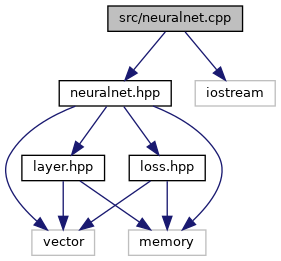 src/neuralnet.cpp
neuralnet.hpp
iostream
layer.hpp
loss.hpp
vector
memory